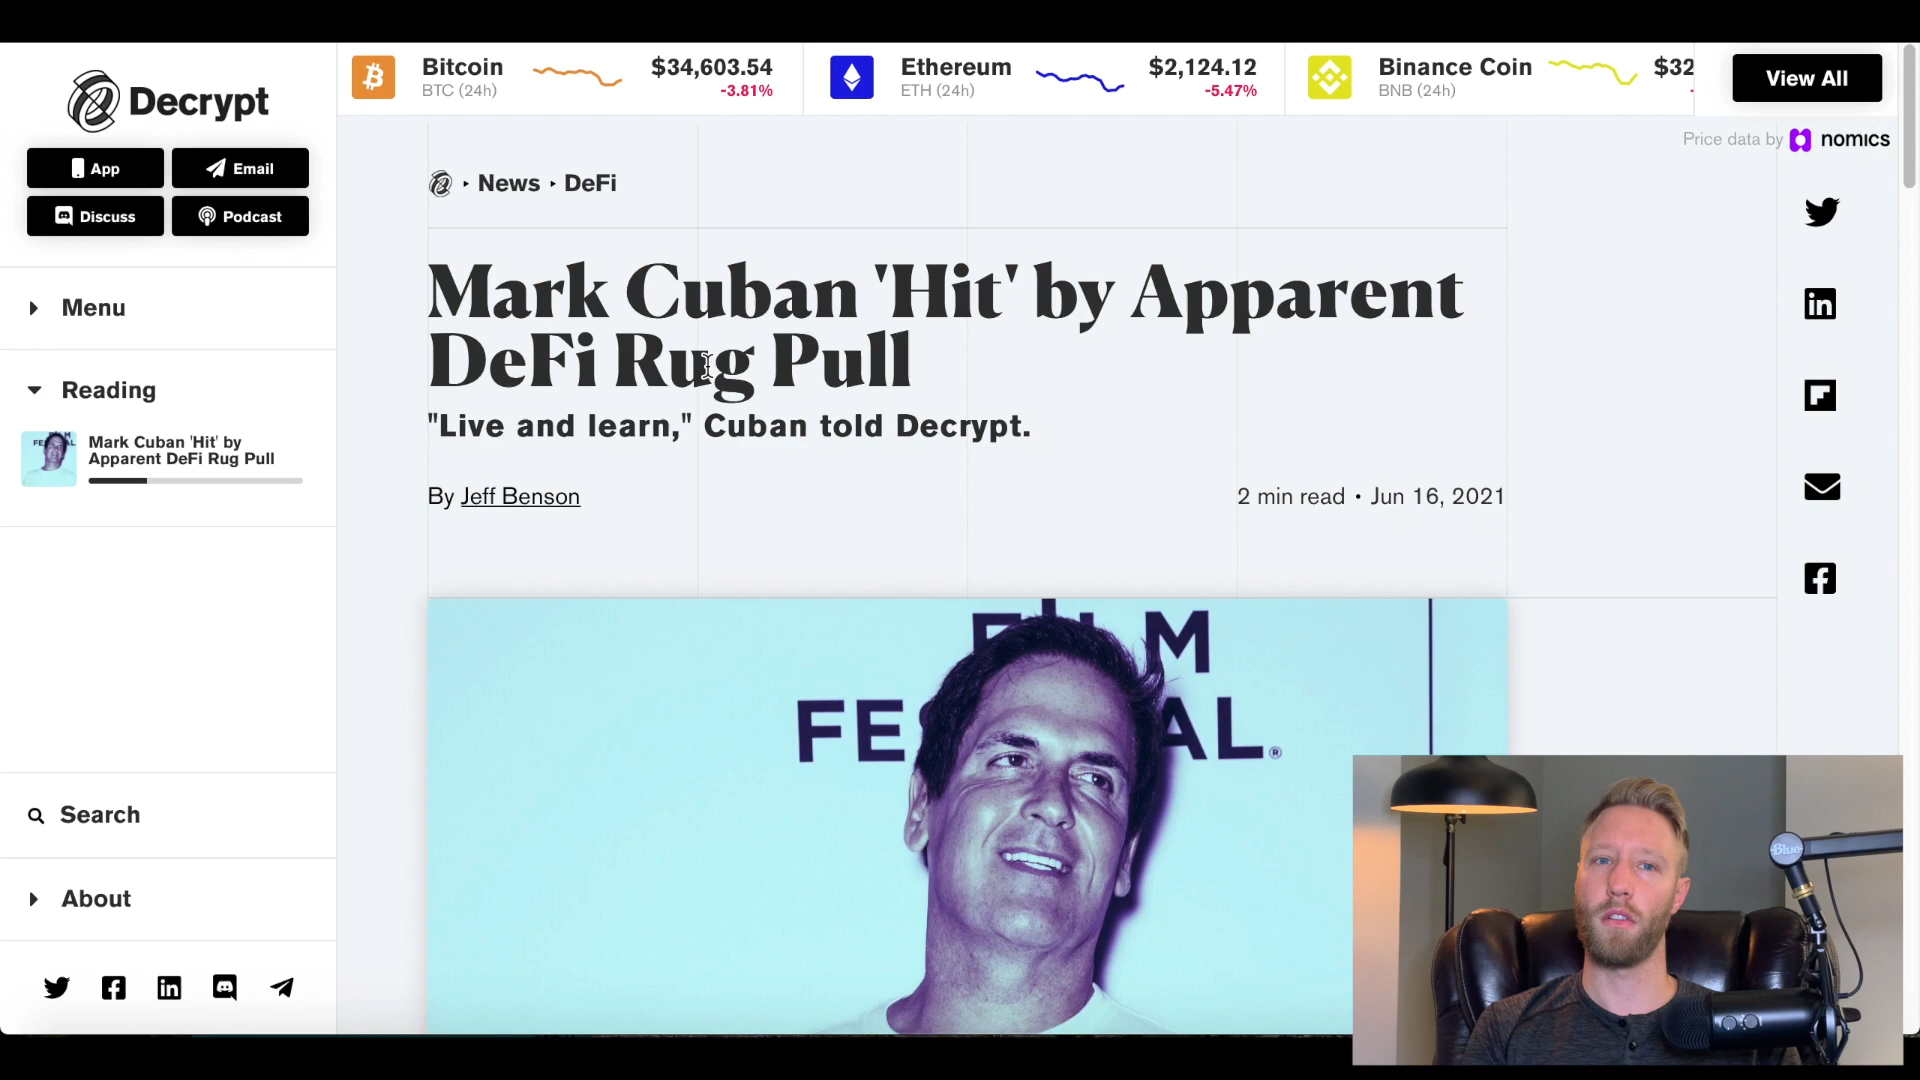 Decrypt
App
Email
Discuss
Podcast
Menu
Reading
Mark Cuban 'Hit' by
Apparent DeFi Rug Pull
Search
About
Bitcoin
BTC (24h)
$34,603.54
-3.81%
Ethereum
ETH (24h)
$2,124.12
-5.47%
Binance Coin
BNB (24h)
$32
-
View All
Price data by nomics
News ‣ DeFi
Mark Cuban 'Hit' by Apparent
DeFi Rug Pull
"Live and learn," Cuban told Decrypt.
By Jeff Benson
2 min read • Jun 16, 2021
FILM
FE AL®
Blue